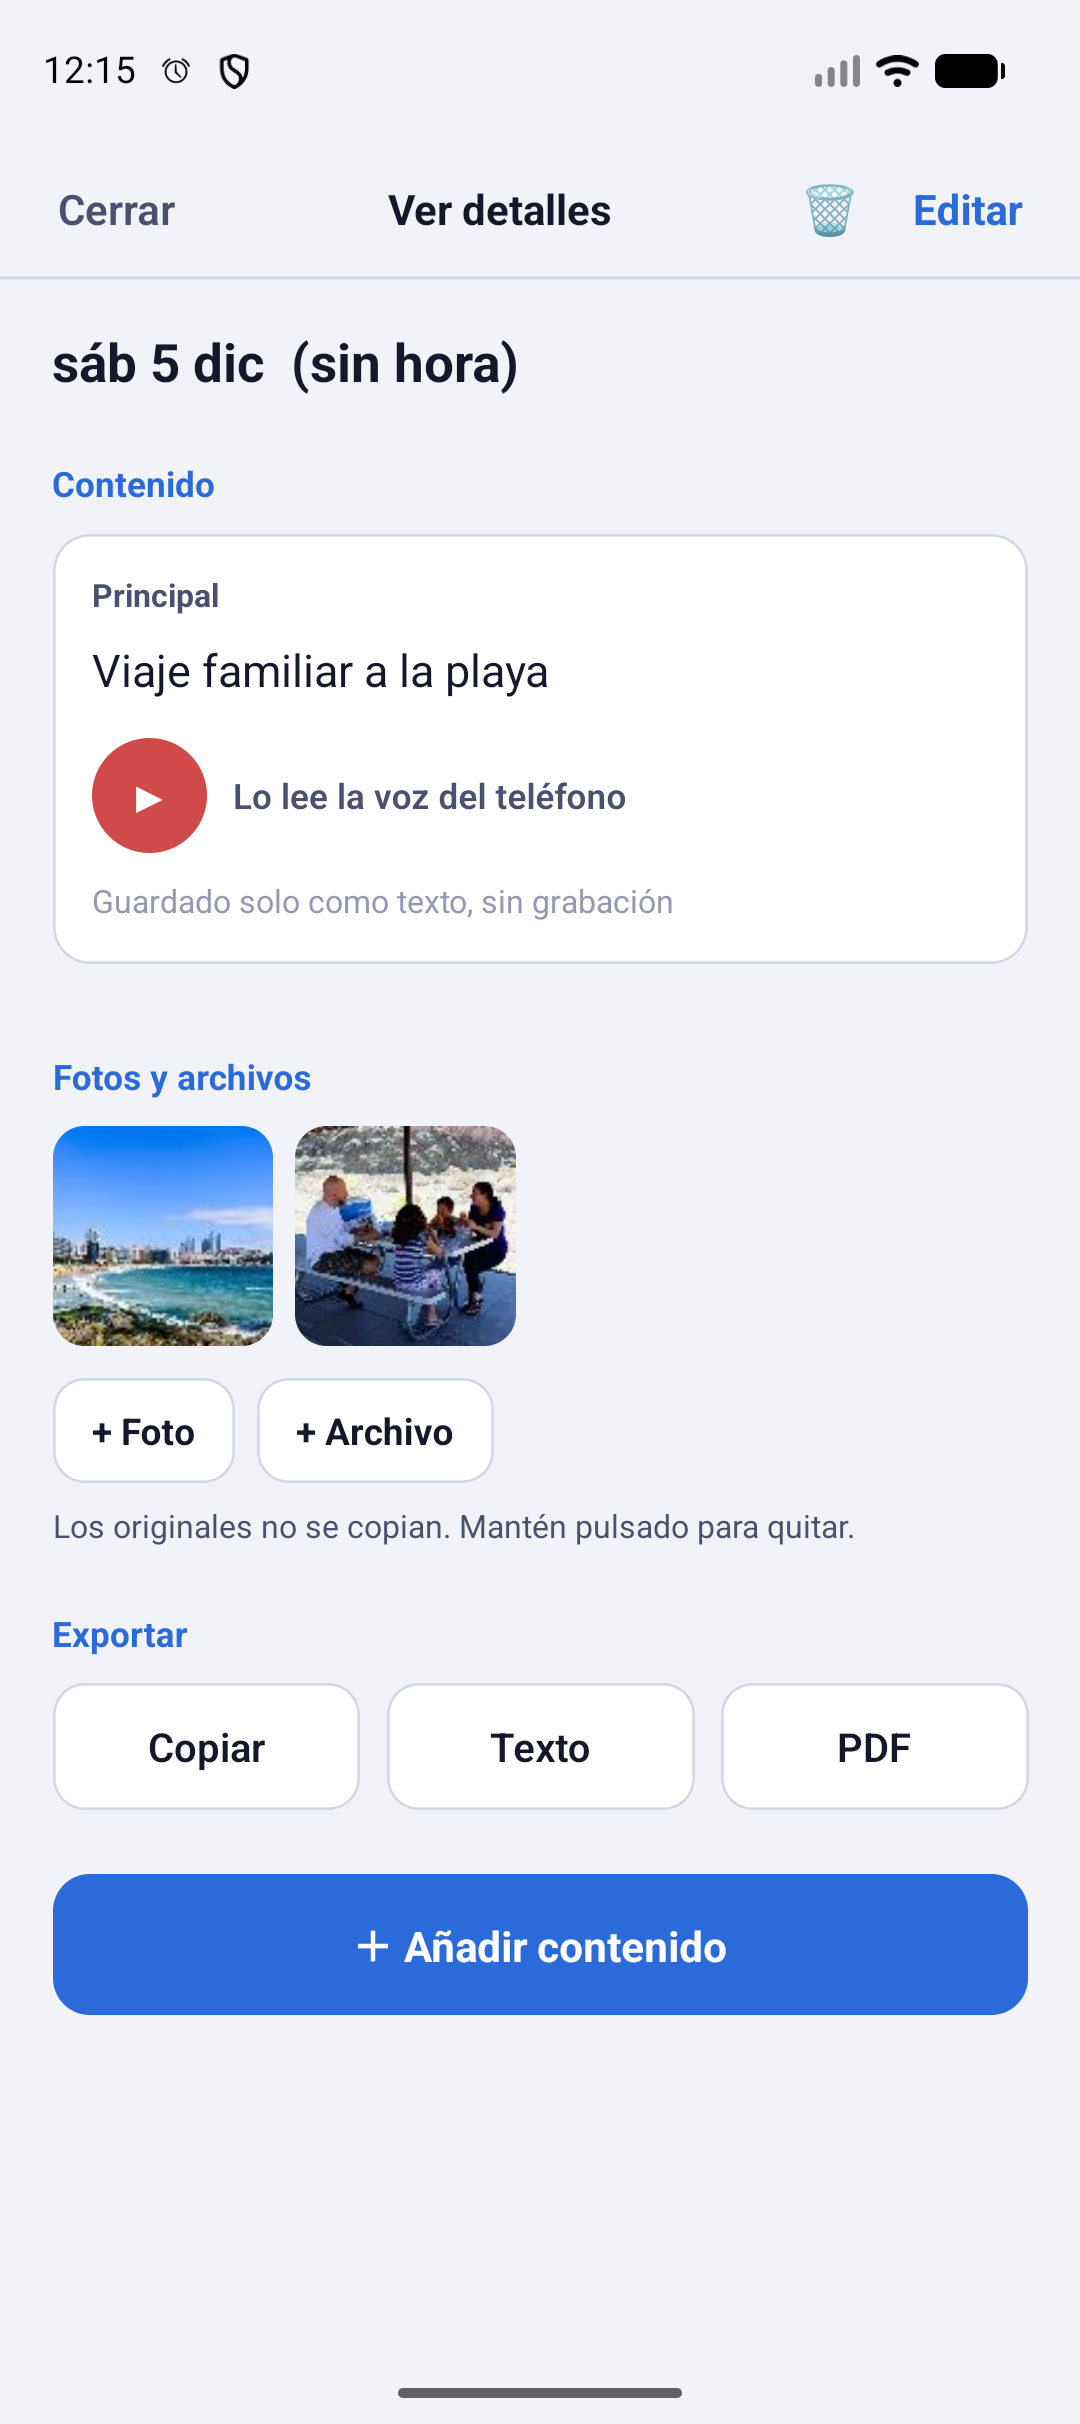 12:15
Cerrar
Ver detalles
Editar
sáb 5 dic (sin hora)
Contenido
Principal
Viaje familiar a la playa
Lo lee la voz del teléfono
Guardado solo como texto, sin grabación
Fotos y archivos
+ Foto
+ Archivo
Los originales no se copian. Mantén pulsado para quitar.
Exportar
Copiar
Texto
PDF
+ Añadir contenido